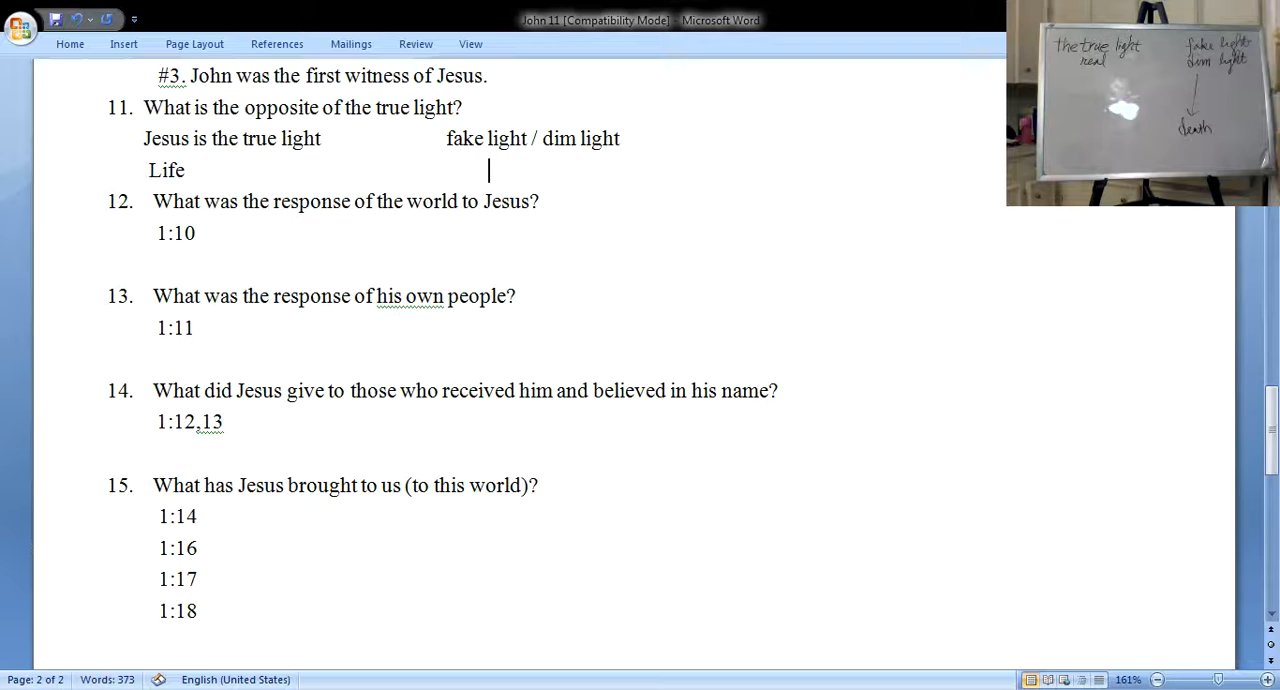 John 11 [Compatibility Mode] - Microsoft Word
Home Insert Page Layout References Mailings Review View
#3. John was the first witness of Jesus.
11. What is the opposite of the true light?
Jesus is the true light fake light / dim light
Life
12. What was the response of the world to Jesus?
1:10
13. What was the response of his own people?
1:11
14. What did Jesus give to those who received him and believed in his name?
1:12,13
15. What has Jesus brought to us (to this world)?
1:14
1:16
1:17
1:18
the true light
real
fake light
dim light
death
Page: 2 of 2 Words: 373 English (United States) 161%